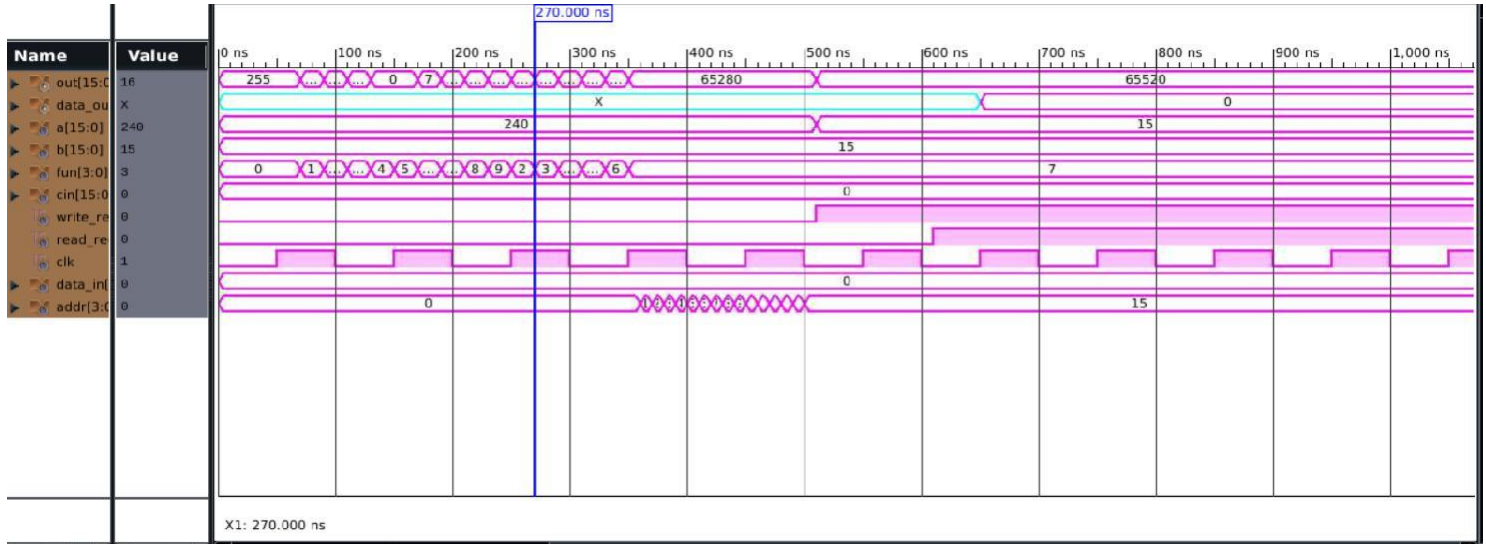 270.000 ns
Name Value 0 ns 100 ns 200 ns 300 ns 400 ns 500 ns 600 ns 700 ns 800 ns 900 ns 1,000 ns
out[15:0 16 255 ... ... ... 0 7 ... ... ... ... ... ... ... ... 65280 65520
data_ou X X 0
a[15:0] 240 240 15
b[15:0] 15 15
fun[3:0] 3 0 1 ... ... 4 5 ... ... 8 9 2 3 ... ... 6 7
cin[15:0 0 0
write_re 0
read_re 0
clk 1
data_in[ 0 0
addr[3:0 0 0 15
X1: 270.000 ns